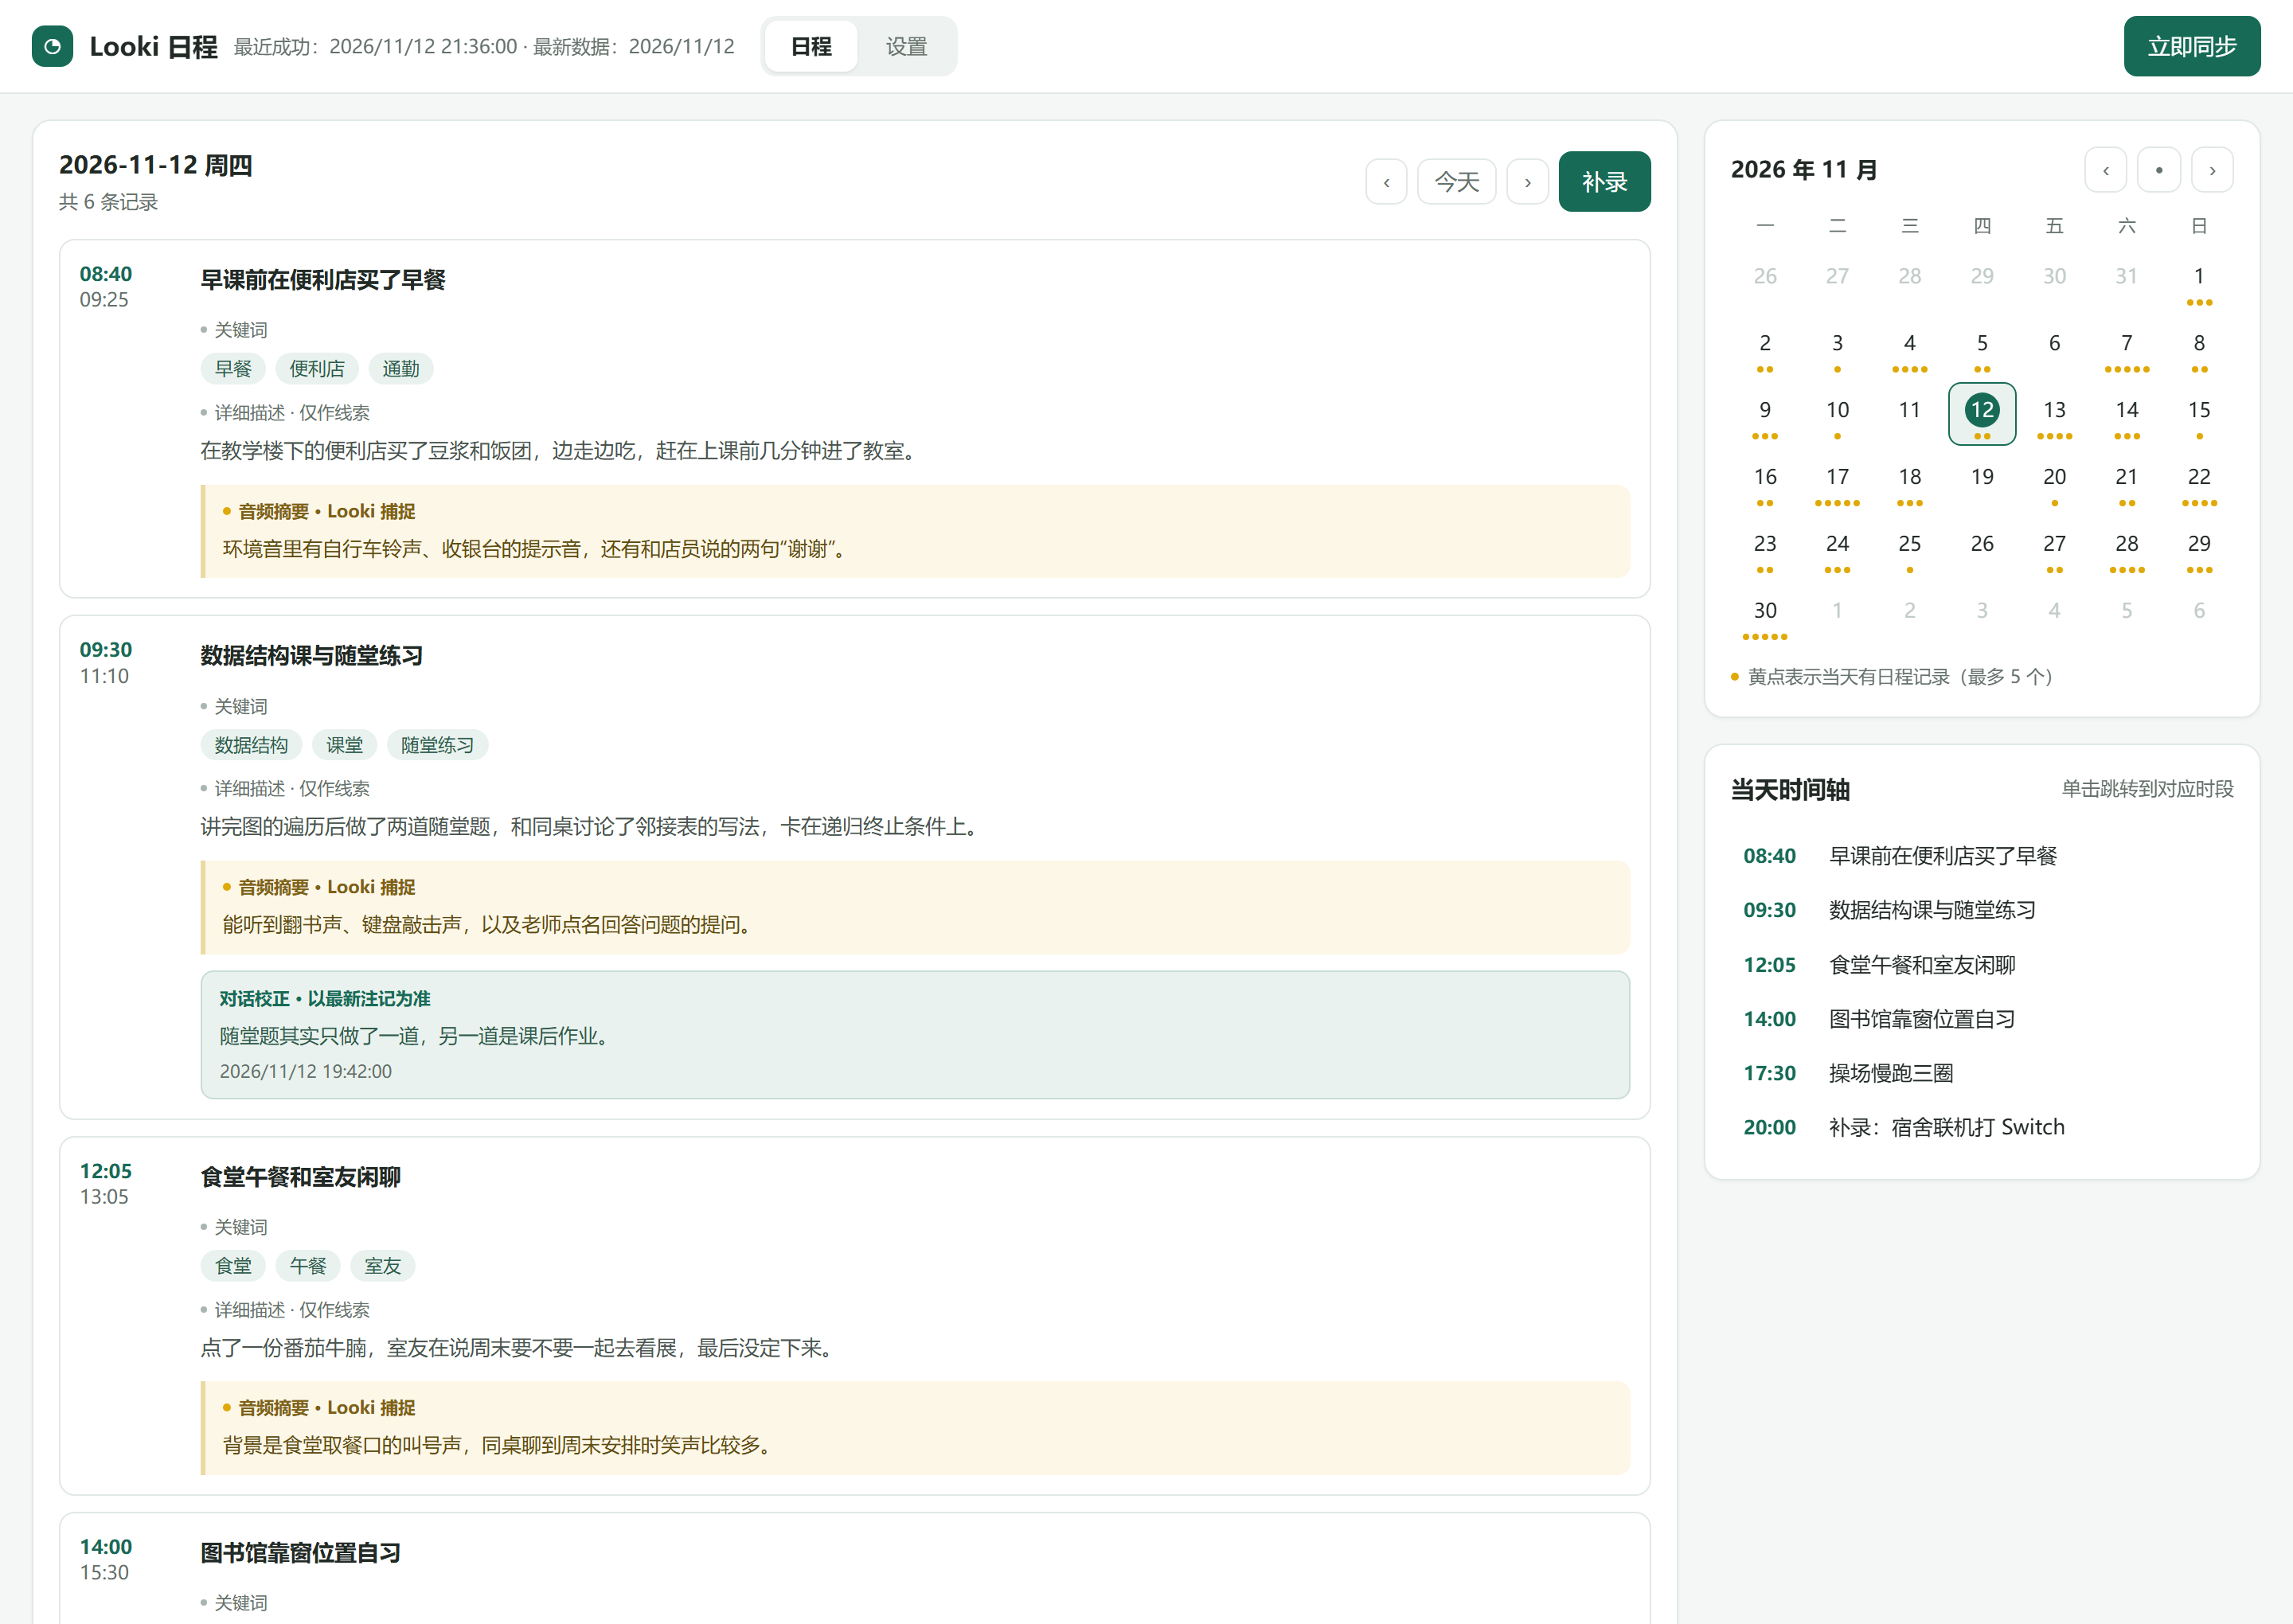 Looki 日程 最近成功：2026/11/12 21:36:00 · 最新数据：2026/11/12 日程 设置 立即同步
2026-11-12 周四
共 6 条记录
‹ 今天 › 补录
08:40 早课前在便利店买了早餐
09:25
关键词
早餐 便利店 通勤
详细描述 · 仅作线索
在教学楼下的便利店买了豆浆和饭团，边走边吃，赶在上课前几分钟进了教室。
音频摘要 • Looki 捕捉
环境音里有自行车铃声、收银台的提示音，还有和店员说的两句“谢谢”。
09:30 数据结构课与随堂练习
11:10
关键词
数据结构 课堂 随堂练习
详细描述 · 仅作线索
讲完图的遍历后做了两道随堂题，和同桌讨论了邻接表的写法，卡在递归终止条件上。
音频摘要 • Looki 捕捉
能听到翻书声、键盘敲击声，以及老师点名回答问题的提问。
对话校正 • 以最新注记为准
随堂题其实只做了一道，另一道是课后作业。
2026/11/12 19:42:00
12:05 食堂午餐和室友闲聊
13:05
关键词
食堂 午餐 室友
详细描述 · 仅作线索
点了一份番茄牛腩，室友在说周末要不要一起去看展，最后没定下来。
音频摘要 • Looki 捕捉
背景是食堂取餐口的叫号声，同桌聊到周末安排时笑声比较多。
14:00 图书馆靠窗位置自习
15:30
关键词
2026 年 11 月 ‹ • ›
一 二 三 四 五 六 日
26 27 28 29 30 31 1
2 3 4 5 6 7 8
9 10 11 12 13 14 15
16 17 18 19 20 21 22
23 24 25 26 27 28 29
30 1 2 3 4 5 6
黄点表示当天有日程记录（最多 5 个）
当天时间轴 单击跳转到对应时段
08:40 早课前在便利店买了早餐
09:30 数据结构课与随堂练习
12:05 食堂午餐和室友闲聊
14:00 图书馆靠窗位置自习
17:30 操场慢跑三圈
20:00 补录：宿舍联机打 Switch